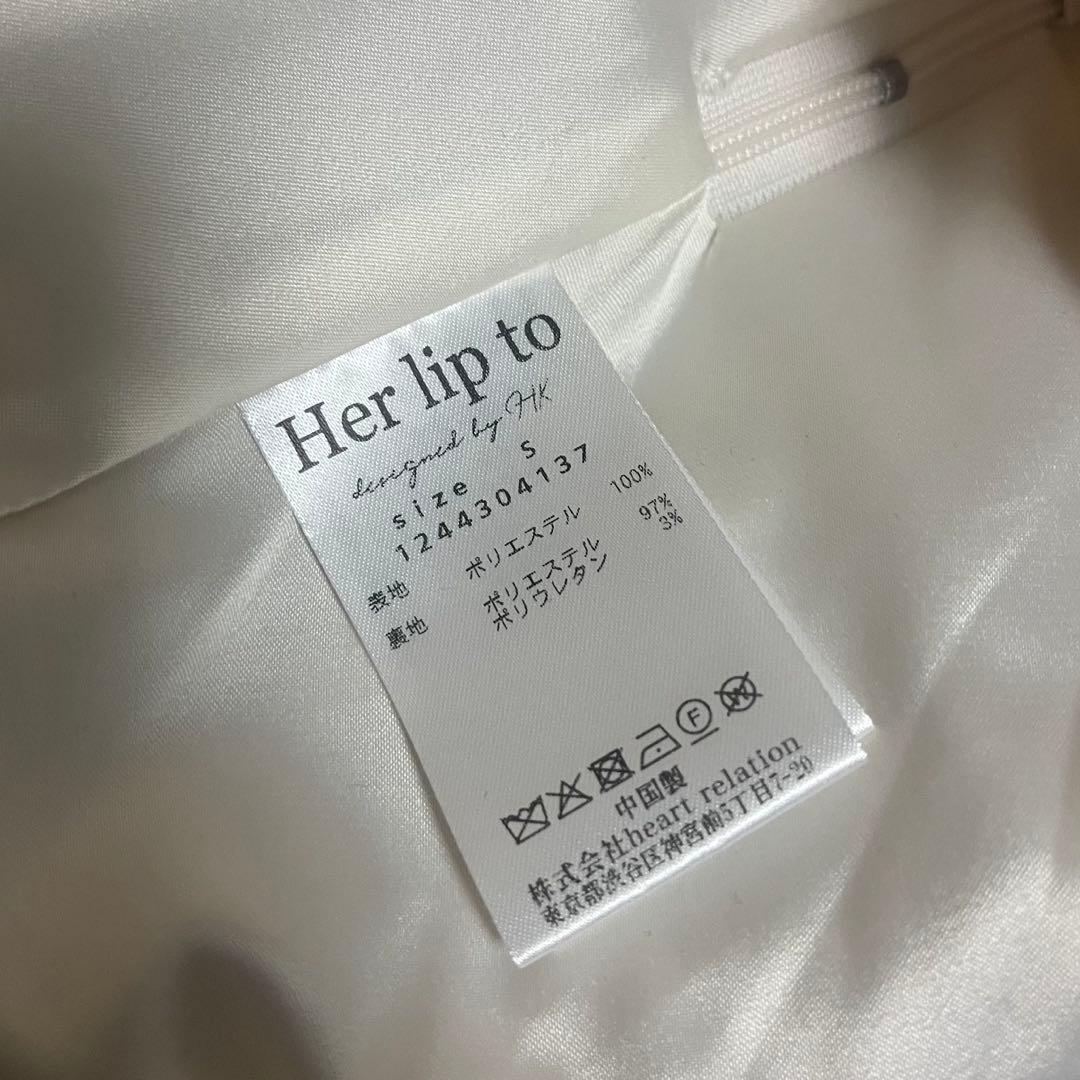 Her lip to
designed by HK
size S
1244304137
表地 ポリエステル 100%
裏地 ポリエステル 97%
ポリウレタン 3%
F
W
中国製
株式会社heart relation
東京都渋谷区神宮前5丁目7-20